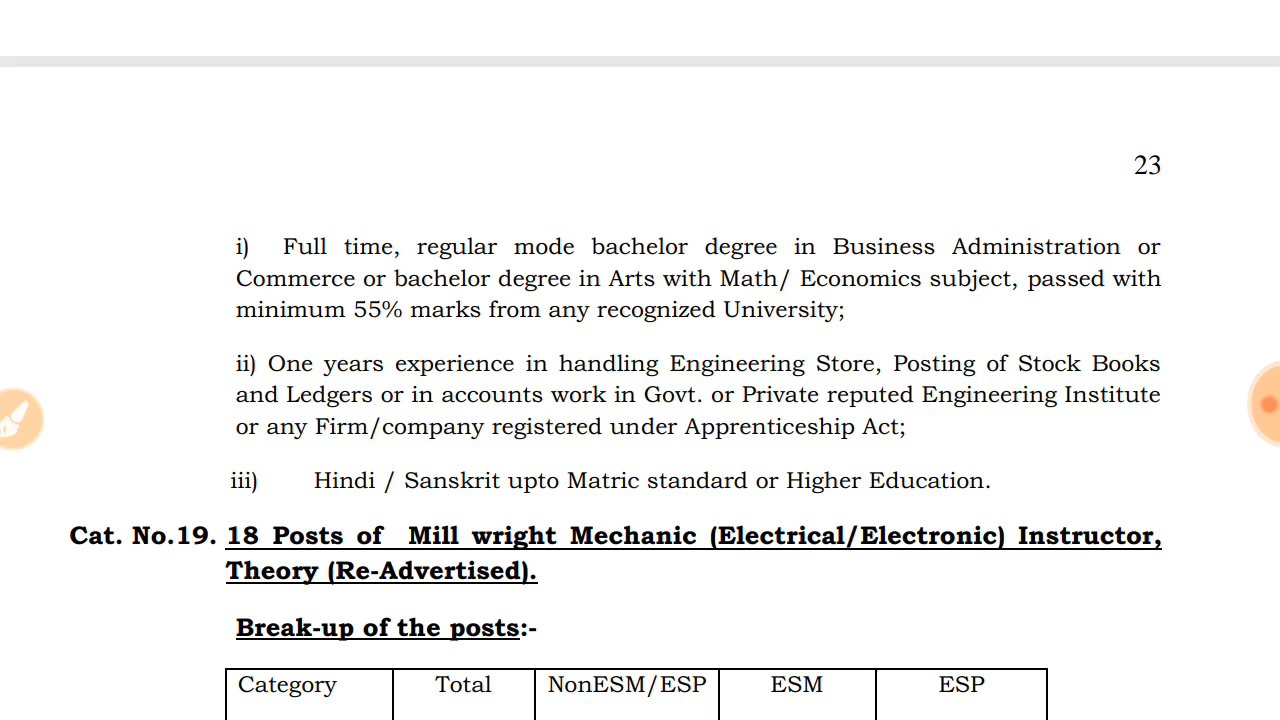 23
i) Full time, regular mode bachelor degree in Business Administration or
Commerce or bachelor degree in Arts with Math/ Economics subject, passed with
minimum 55% marks from any recognized University;
ii) One years experience in handling Engineering Store, Posting of Stock Books
and Ledgers or in accounts work in Govt. or Private reputed Engineering Institute
or any Firm/company registered under Apprenticeship Act;
iii) Hindi / Sanskrit upto Matric standard or Higher Education.
Cat. No.19. 18 Posts of Mill wright Mechanic (Electrical/Electronic) Instructor,
Theory (Re-Advertised).
Break-up of the posts:-
Category Total NonESM/ESP ESM ESP